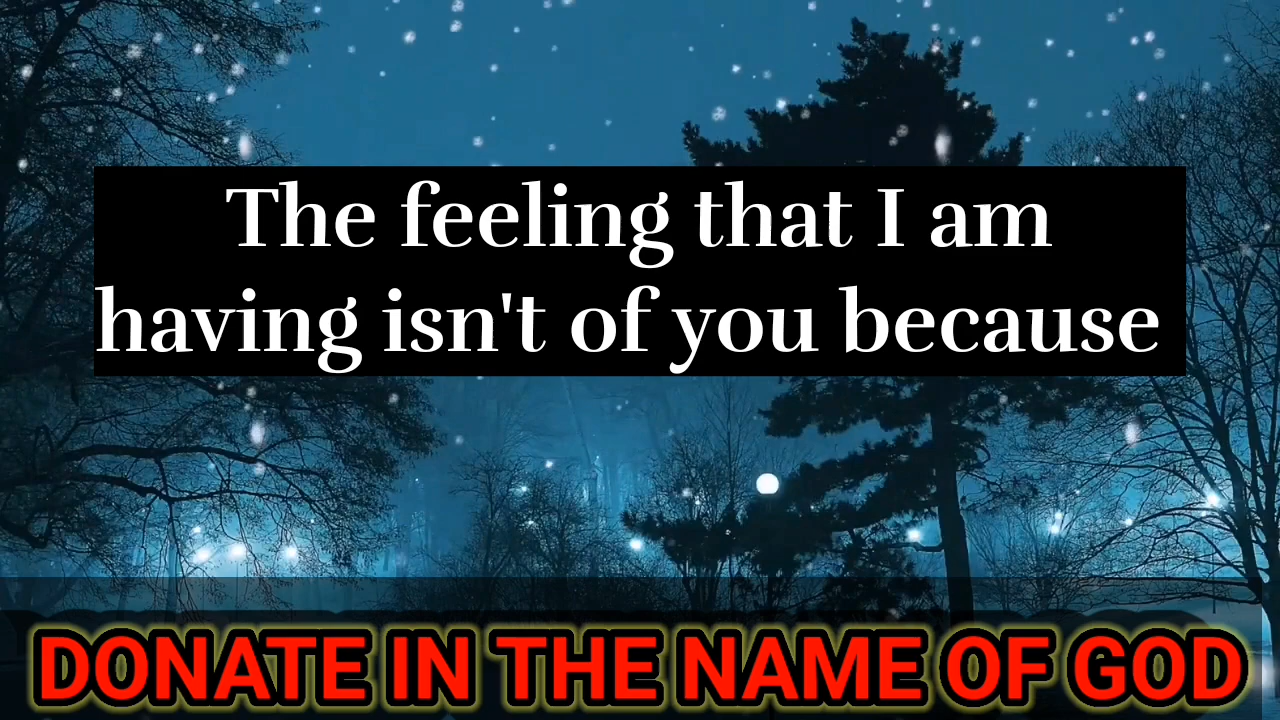 The feeling that I am
having isn't of you because
DONATE IN THE NAME OF GOD